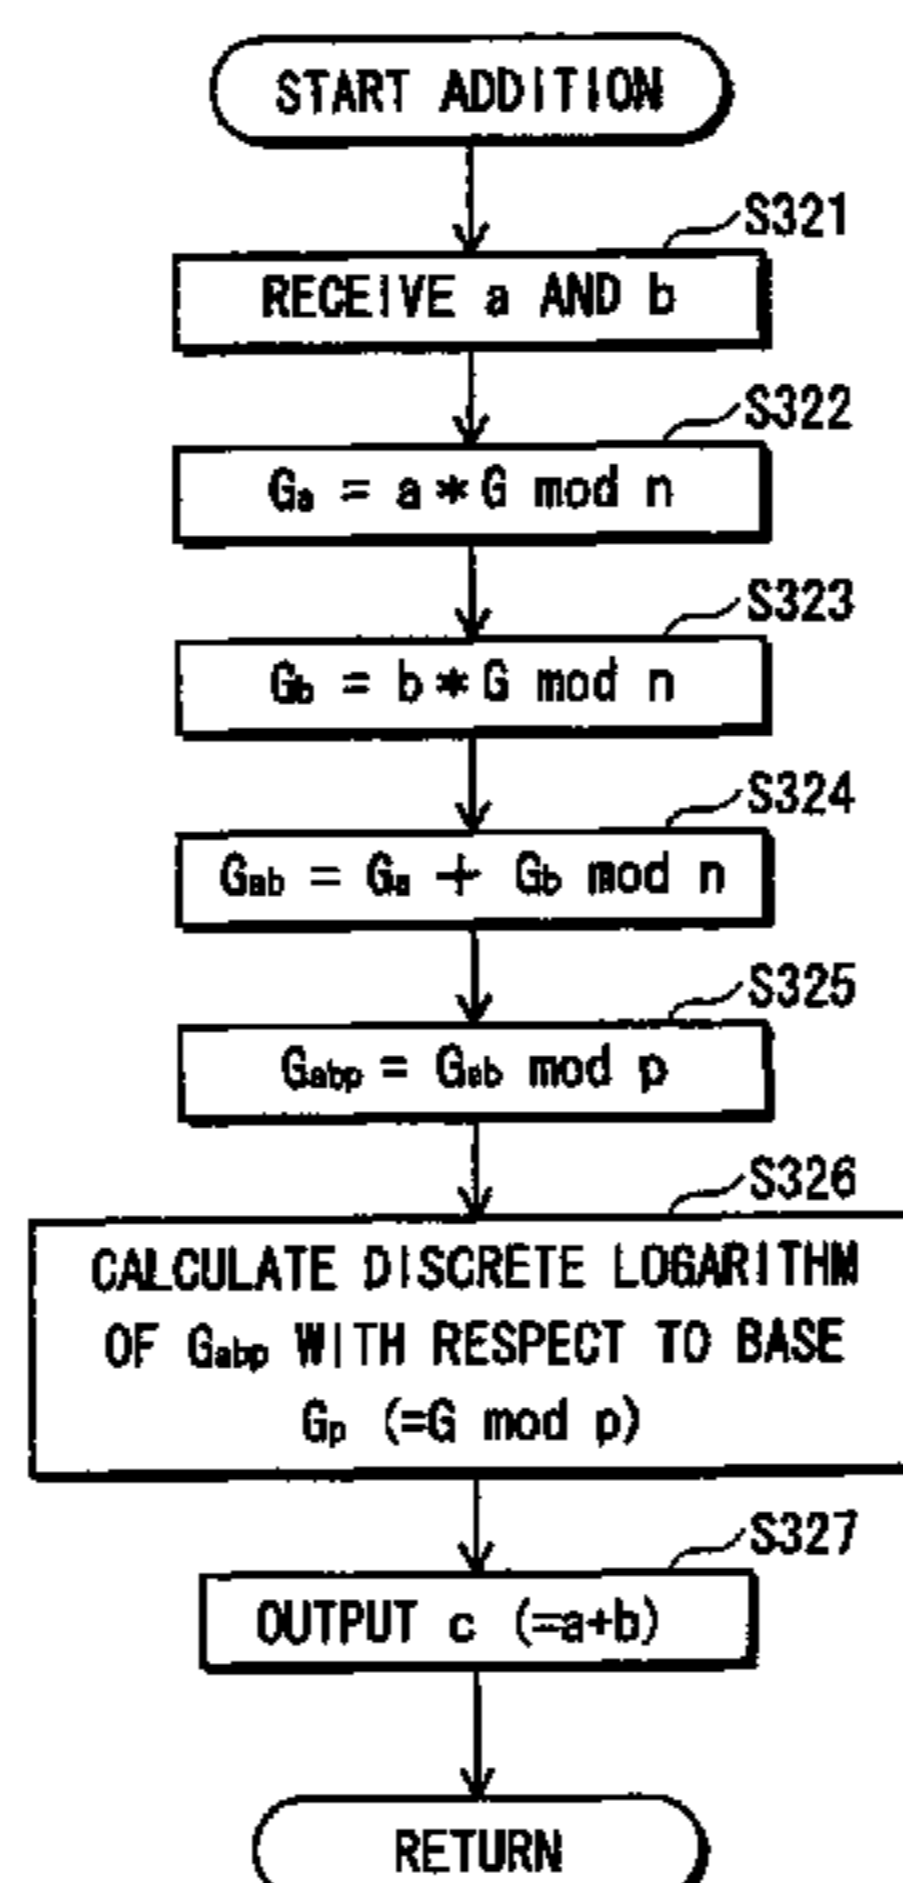 START ADDITION
S321
RECEIVE a AND b
S322
Ga = a * G mod n
S323
Gb = b * G mod n
S324
Gab = Ga + Gb mod n
S325
Gabp = Gab mod p
S326
CALCULATE DISCRETE LOGARITHM
OF Gabp WITH RESPECT TO BASE
Gp (=G mod p)
S327
OUTPUT c (=a+b)
RETURN